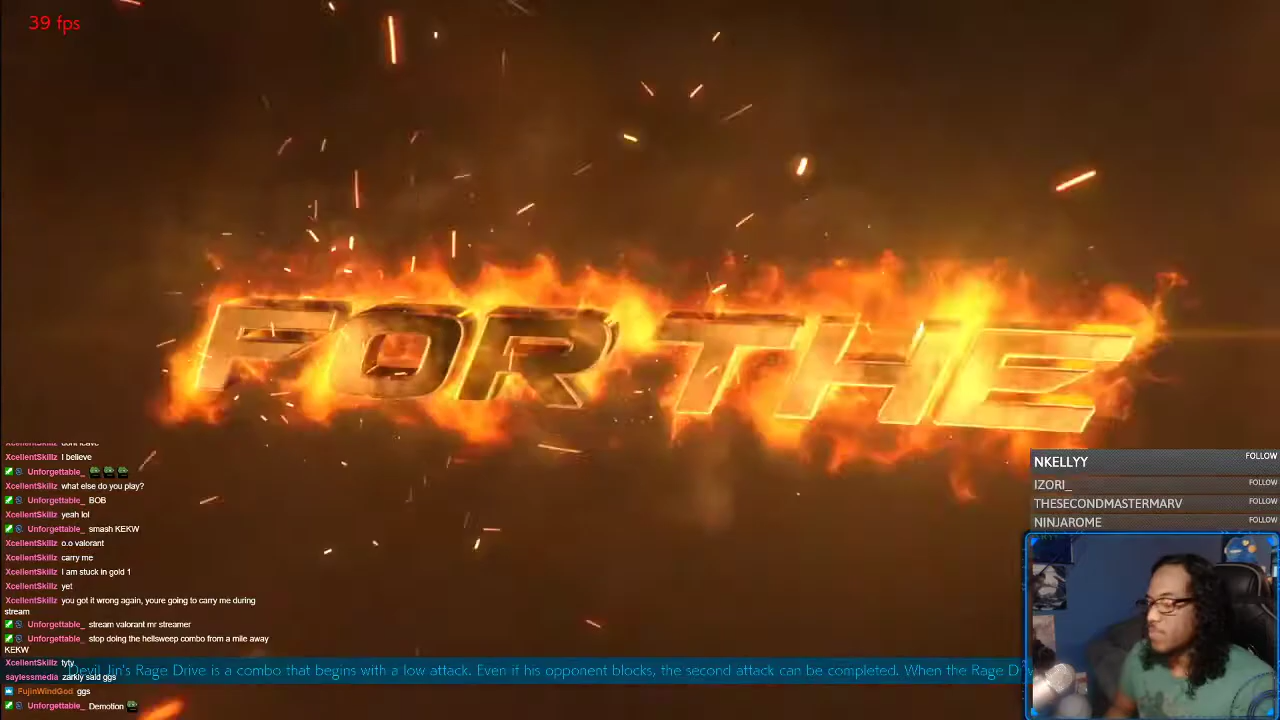 39 fps
FOR THE
XcellentSkillz dont leave
XcellentSkillz I believe
Unforgettable_
XcellentSkillz what else do you play?
Unforgettable_ BOB
XcellentSkillz yeah lol
Unforgettable_ smash KEKW
XcellentSkillz o.o valorant
XcellentSkillz carry me
XcellentSkillz I am stuck in gold 1
XcellentSkillz yet
XcellentSkillz you got it wrong again, youre going to carry me during
stream
Unforgettable_ stream valorant mr streamer
Unforgettable_ stop doing the hellsweep combo from a mile away
KEKW
XcellentSkillz tyty
saylessmedia zarkiy said ggs
FujinWindGod ggs
Unforgettable_ Demotion
Devil Jin's Rage Drive is a combo that begins with a low attack. Even if his opponent blocks, the second attack can be completed. When the Rage
NKELLYY FOLLOW
IZORI_ FOLLOW
THESECONDMASTERMARV FOLLOW
NINJAROME FOLLOW